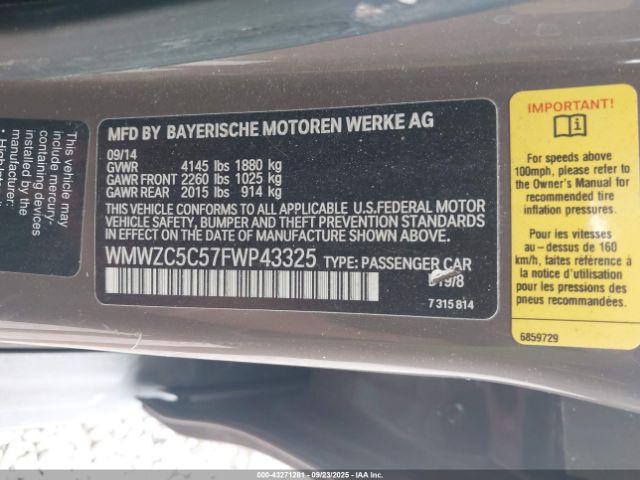 This vehicle may
include mercury-
containing devices
installed by the
manufacturer:
MFD BY BAYERISCHE MOTOREN WERKE AG
09/14
GVWR 4145 lbs 1880 kg
GAWR FRONT 2260 lbs 1025 kg
GAWR REAR 2015 lbs 914 kg
THIS VEHICLE CONFORMS TO ALL APPLICABLE U.S.FEDERAL MOTOR
VEHICLE SAFETY, BUMPER AND THEFT PREVENTION STANDARDS
IN EFFECT ON THE DATE OF MANUFACTURE SHOWN ABOVE.
WMWZC5C57FWP43325 TYPE: PASSENGER CAR
7 315 814
IMPORTANT!
For speeds above
100mph, please refer to
the Owner's Manual for
recommended tire
inflation pressures.
Pour les vitesses
au - dessus de 160
km/h, faites référence à
la notice d'utilisation
pour les pressions des
pneus recommandées.
6859729
000-43271281 - 09/23/2025 - Copyright IAA Holdings, LLC.